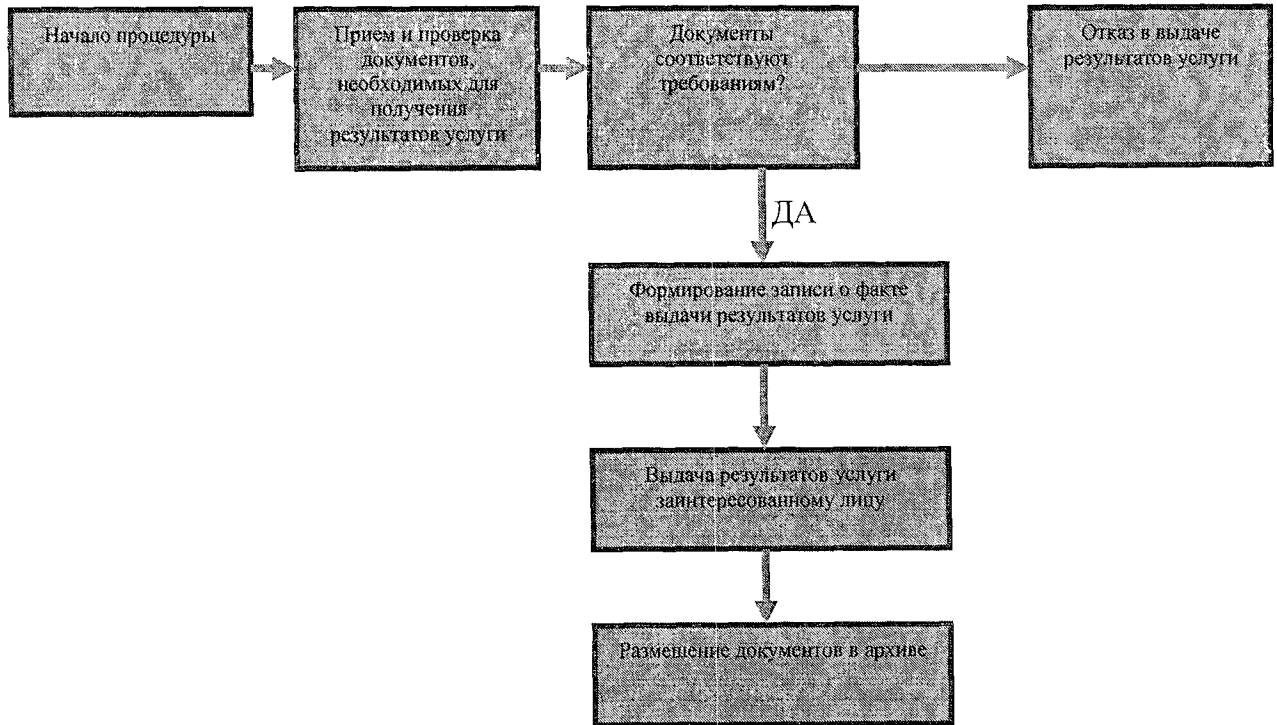 Начало процедуры
Прием и проверка
документов,
необходимых для
получения
результатов услуги
Документы
соответствуют
требованиям?
Отказ в выдаче
результатов услуги
ДА
Формирование записи о факте
выдачи результатов услуги
Выдача результатов услуги
заинтересованному лицу
Размещение документов в архиве